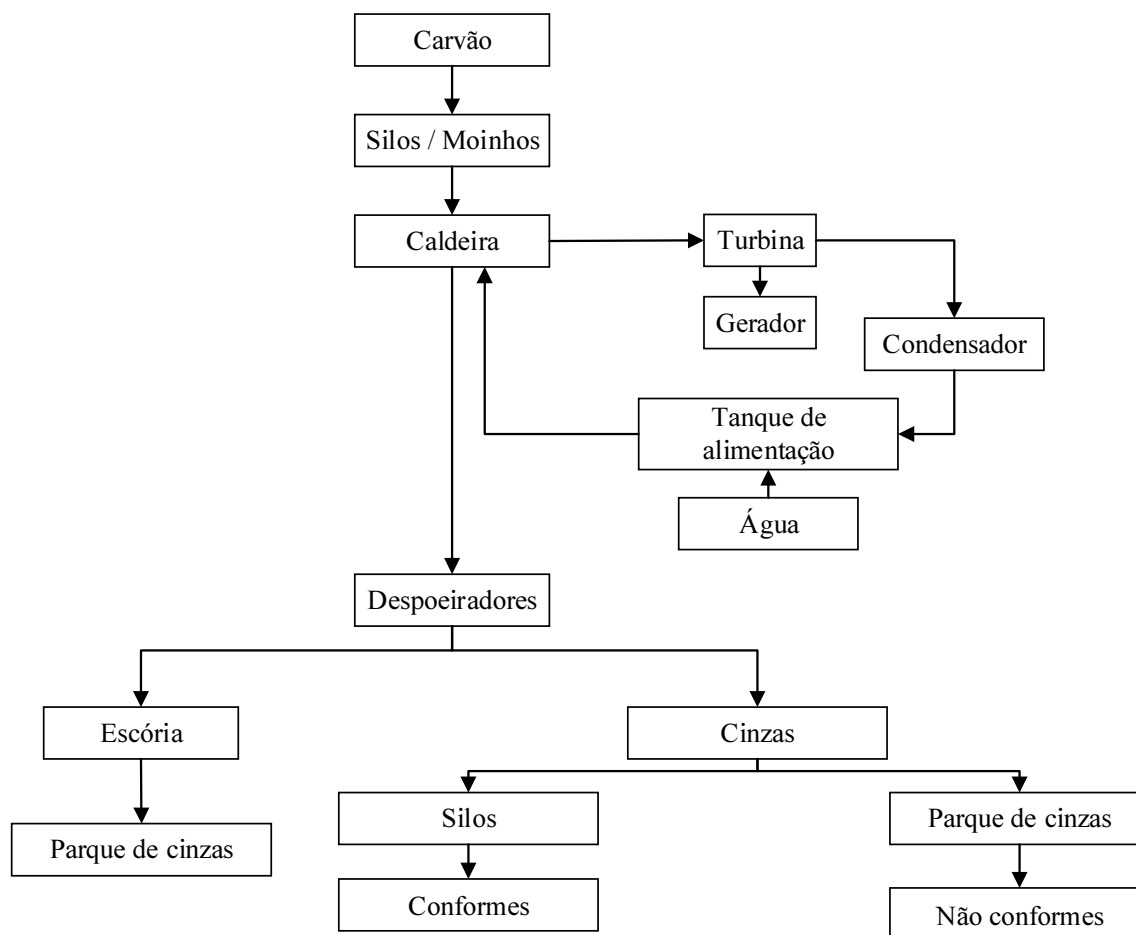 Carvão
Silos / Moinhos
Caldeira
Turbina
Gerador
Condensador
Tanque de
alimentação
Água
Despoeiradores
Escória
Cinzas
Parque de cinzas
Silos
Parque de cinzas
Conformes
Não conformes